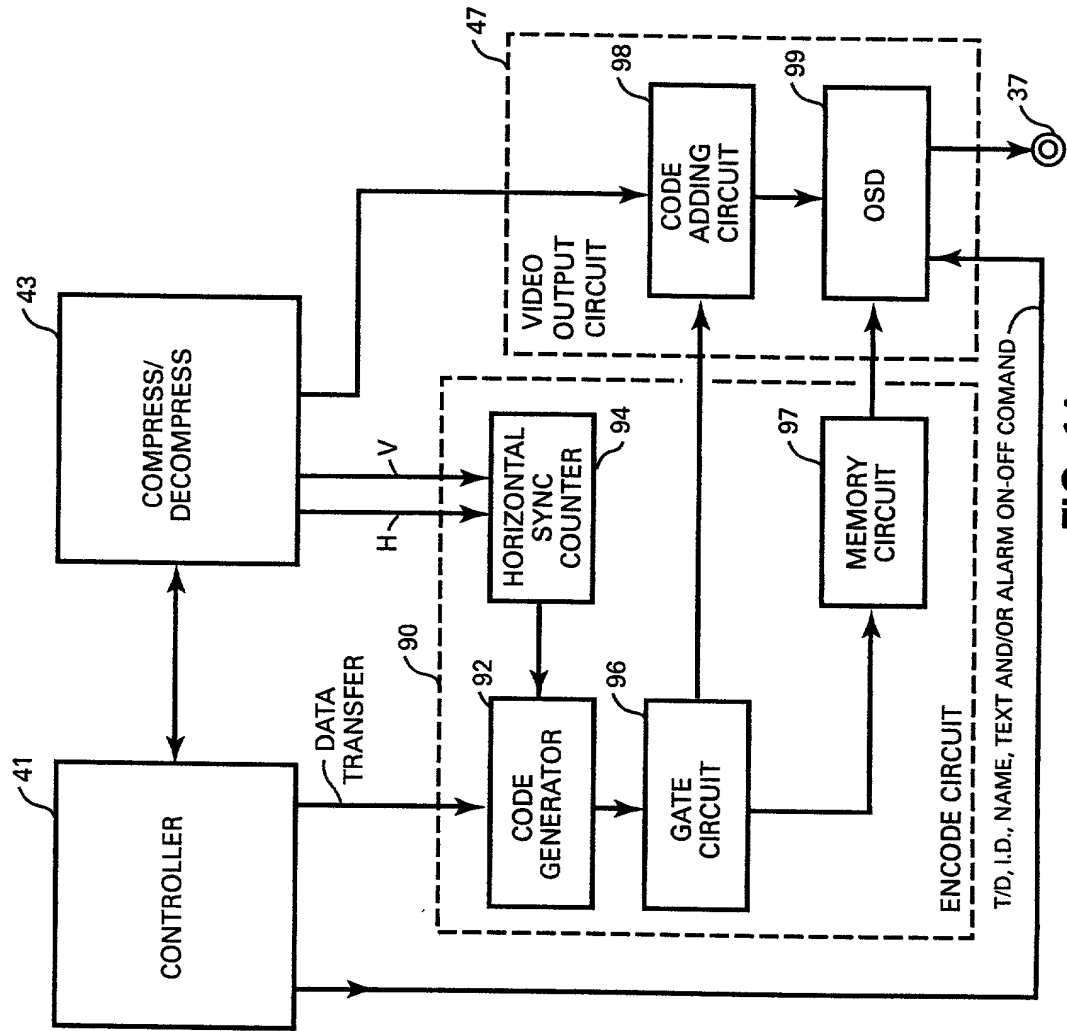 41
CONTROLLER
43
COMPRESS/
DECOMPRESS
DATA
TRANSFER
H
V
90
92
CODE
GENERATOR
HORIZONTAL
SYNC
COUNTER
94
96
GATE
CIRCUIT
MEMORY
CIRCUIT
97
ENCODE CIRCUIT
47
VIDEO
OUTPUT
CIRCUIT
CODE
ADDING
CIRCUIT
98
OSD
99
37
T/D, I.D., NAME, TEXT AND/OR ALARM ON-OFF COMAND